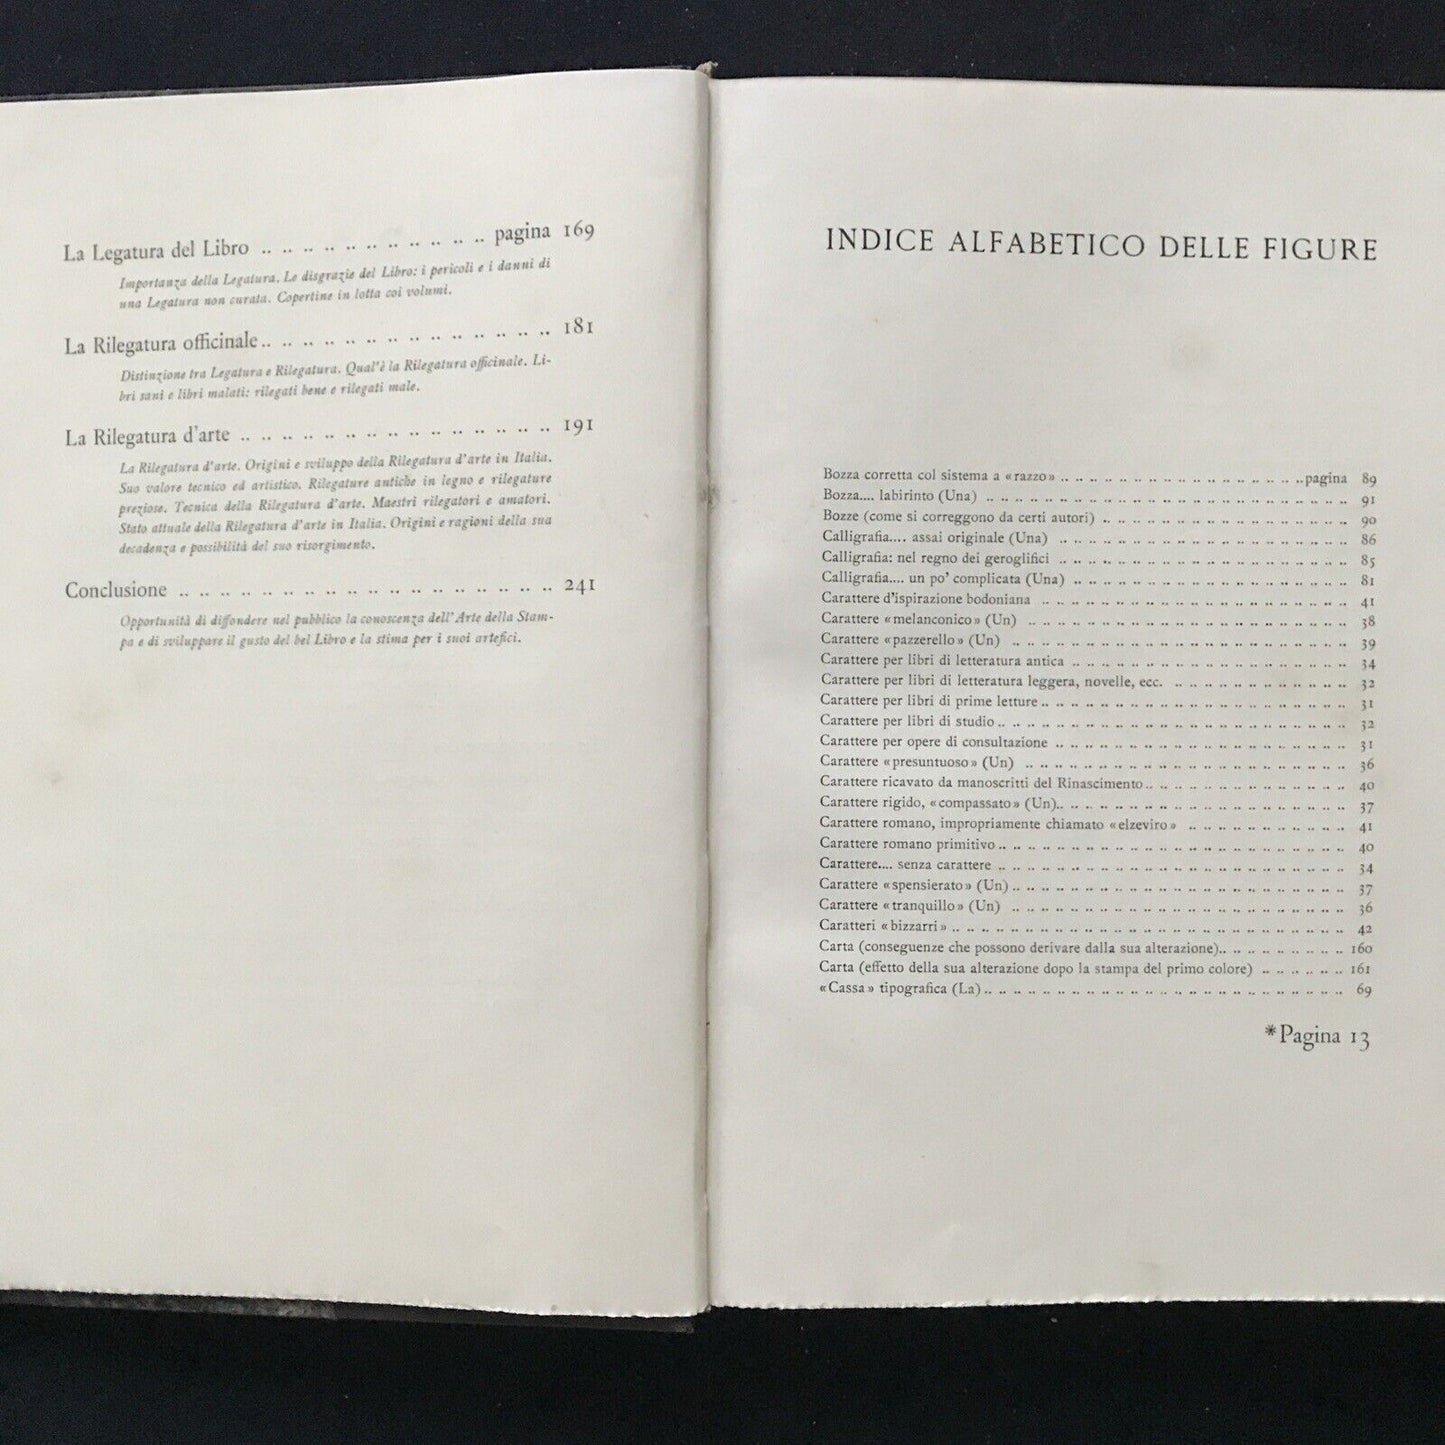 La Legatura del Libro .. .. .. .. .. .. .. .. .. .. .. pagina 169
Importanza della Legatura. Le disgrazie del Libro: i pericoli e i danni di
una Legatura non curata. Copertine in lotta coi volumi.
La Rilegatura officinale .. .. .. .. .. .. .. .. .. .. .. .. .. .. 181
Distinzione tra Legatura e Rilegatura. Qual'è la Rilegatura officinale. Li-
bri sani e libri malati: rilegati bene e rilegati male.
La Rilegatura d'arte .. .. .. .. .. .. .. .. .. .. .. .. .. .. .. 191
La Rilegatura d'arte. Origini e sviluppo della Rilegatura d'arte in Italia.
Suo valore tecnico ed artistico. Rilegature antiche in legno e rilegature
preziose. Tecnica della Rilegatura d'arte. Maestri rilegatori e amatori.
Stato attuale della Rilegatura d'arte in Italia. Origini e ragioni della sua
decadenza e possibilità del suo risorgimento.
Conclusione .. .. .. .. .. .. .. .. .. .. .. .. .. .. .. .. .. .. 241
Opportunità di diffondere nel pubblico la conoscenza dell'Arte della Stam-
pa e di sviluppare il gusto del bel Libro e la stima per i suoi artefici.
INDICE ALFABETICO DELLE FIGURE
Bozza corretta col sistema a «razzo» .. .. .. .. .. .. .. .. .. .. pagina 89
Bozza.... labirinto (Una) .. .. .. .. .. .. .. .. .. .. .. .. 91
Bozze (come si correggono da certi autori) .. .. .. .. .. .. .. .. 90
Calligrafia.... assai originale (Una) .. .. .. .. .. .. .. .. .. .. 86
Calligrafia: nel regno dei geroglifici .. .. .. .. .. .. .. .. .. .. 85
Calligrafia.... un po' complicata (Una) .. .. .. .. .. .. .. .. .. 81
Carattere d'ispirazione bodoniana .. .. .. .. .. .. .. .. .. .. 41
Carattere «melanconico» (Un) .. .. .. .. .. .. .. .. .. .. .. 38
Carattere «pazzerello» (Un) .. .. .. .. .. .. .. .. .. .. .. 39
Carattere per libri di letteratura antica .. .. .. .. .. .. .. .. .. 34
Carattere per libri di letteratura leggera, novelle, ecc. .. .. .. .. .. 32
Carattere per libri di prime letture .. .. .. .. .. .. .. .. .. .. 31
Carattere per libri di studio .. .. .. .. .. .. .. .. .. .. .. .. 32
Carattere per opere di consultazione .. .. .. .. .. .. .. .. .. .. 31
Carattere «presuntuoso» (Un) .. .. .. .. .. .. .. .. .. .. .. 36
Carattere ricavato da manoscritti del Rinascimento .. .. .. .. .. .. 40
Carattere rigido, «compassato» (Un) .. .. .. .. .. .. .. .. .. .. 37
Carattere romano, impropriamente chiamato «elzeviro» .. .. .. .. .. 41
Carattere romano primitivo .. .. .. .. .. .. .. .. .. .. .. .. 40
Carattere.... senza carattere .. .. .. .. .. .. .. .. .. .. .. .. 34
Carattere «spensierato» (Un) .. .. .. .. .. .. .. .. .. .. .. .. 37
Carattere «tranquillo» (Un) .. .. .. .. .. .. .. .. .. .. .. .. 36
Caratteri «bizzarri» .. .. .. .. .. .. .. .. .. .. .. .. .. .. 42
Carta (conseguenze che possono derivare dalla sua alterazione) .. .. .. .. 160
Carta (effetto della sua alterazione dopo la stampa del primo colore) .. .. .. 161
«Cassa» tipografica (La) .. .. .. .. .. .. .. .. .. .. .. .. .. 69
*Pagina 13